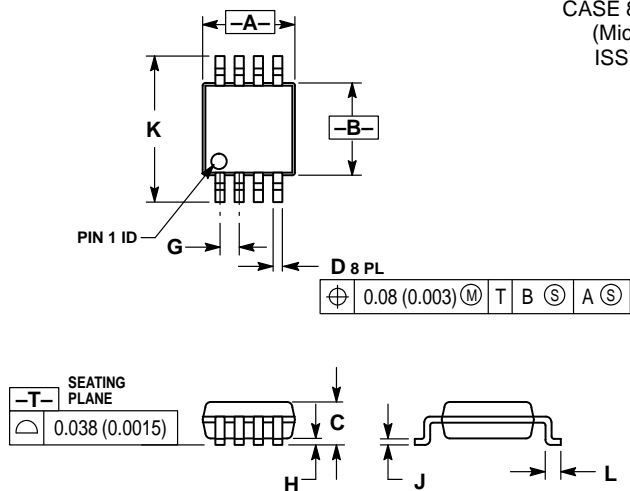 CASE 8
(Mic
ISS
–A–
K
–B–
PIN 1 ID
G
D 8 PL
0.08 (0.003) Ⓜ T B Ⓢ A Ⓢ
–T– SEATING
PLANE
0.038 (0.0015)
C
H
J
L